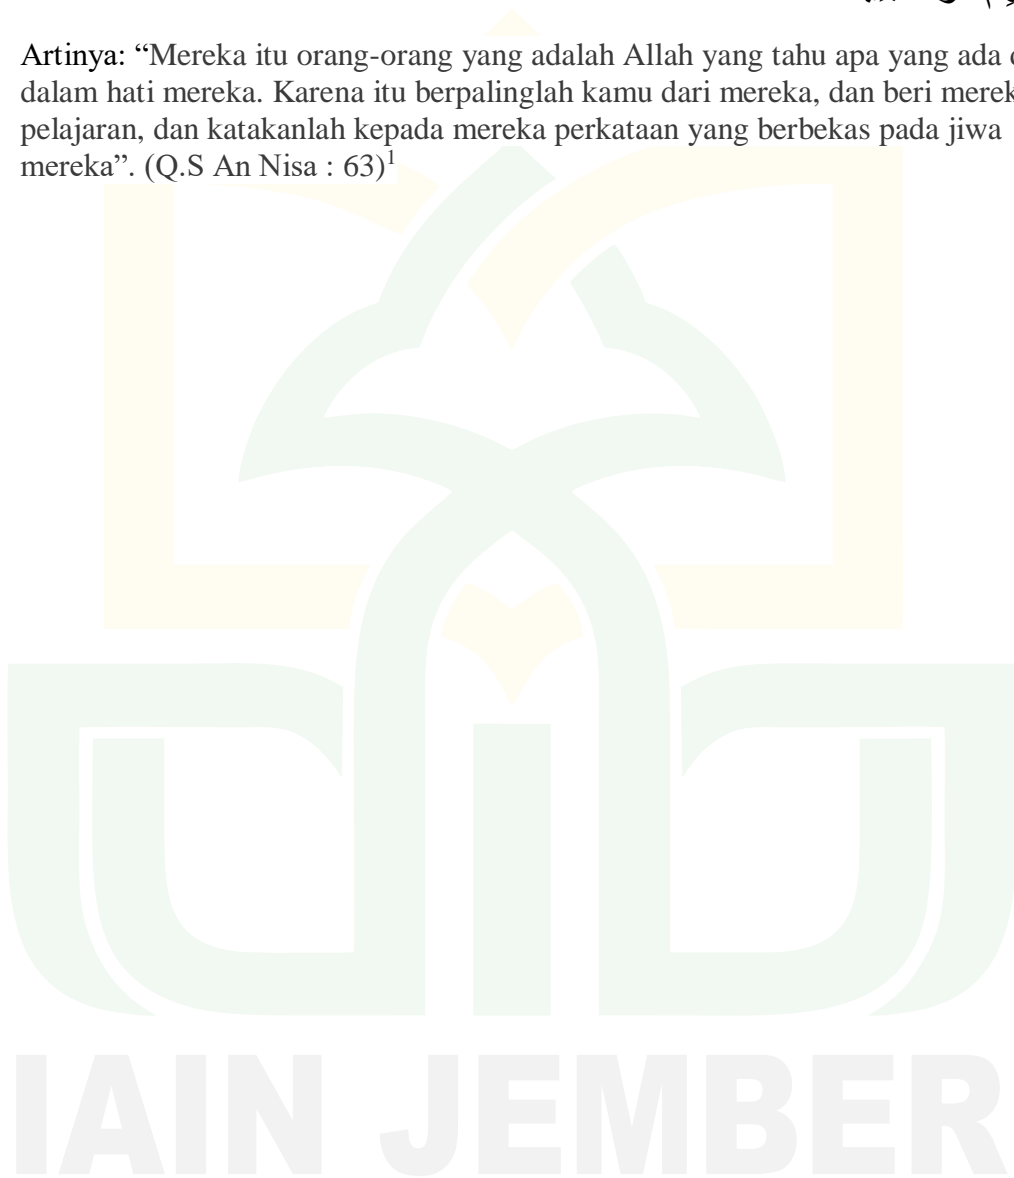 Artinya: “Mereka itu orang-orang yang adalah Allah yang tahu apa yang ada
dalam hati mereka. Karena itu berpalinglah kamu dari mereka, dan beri
pelajaran, dan katakanlah kepada mereka perkataan yang berbekas pada jiwa
mereka”. (Q.S An Nisa : 63)1
IAIN JEMBER